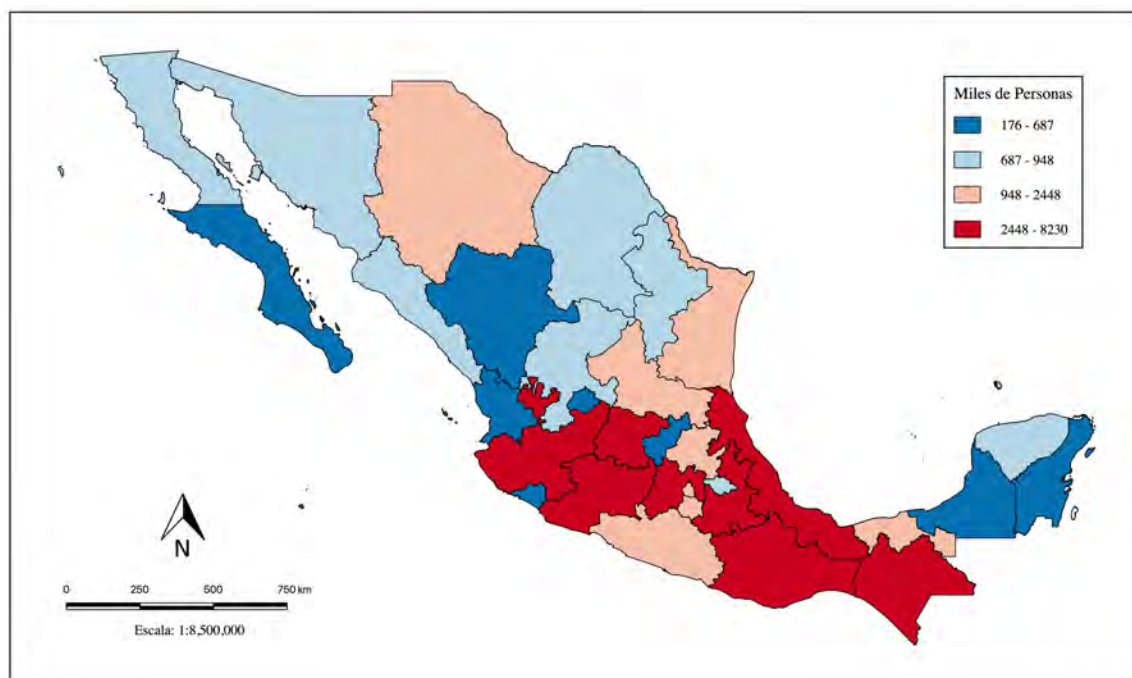 Miles de Personas
176 - 687
687 - 948
948 - 2448
2448 - 8230
N
0 250 500 750 km
Escala: 1:8,500,000